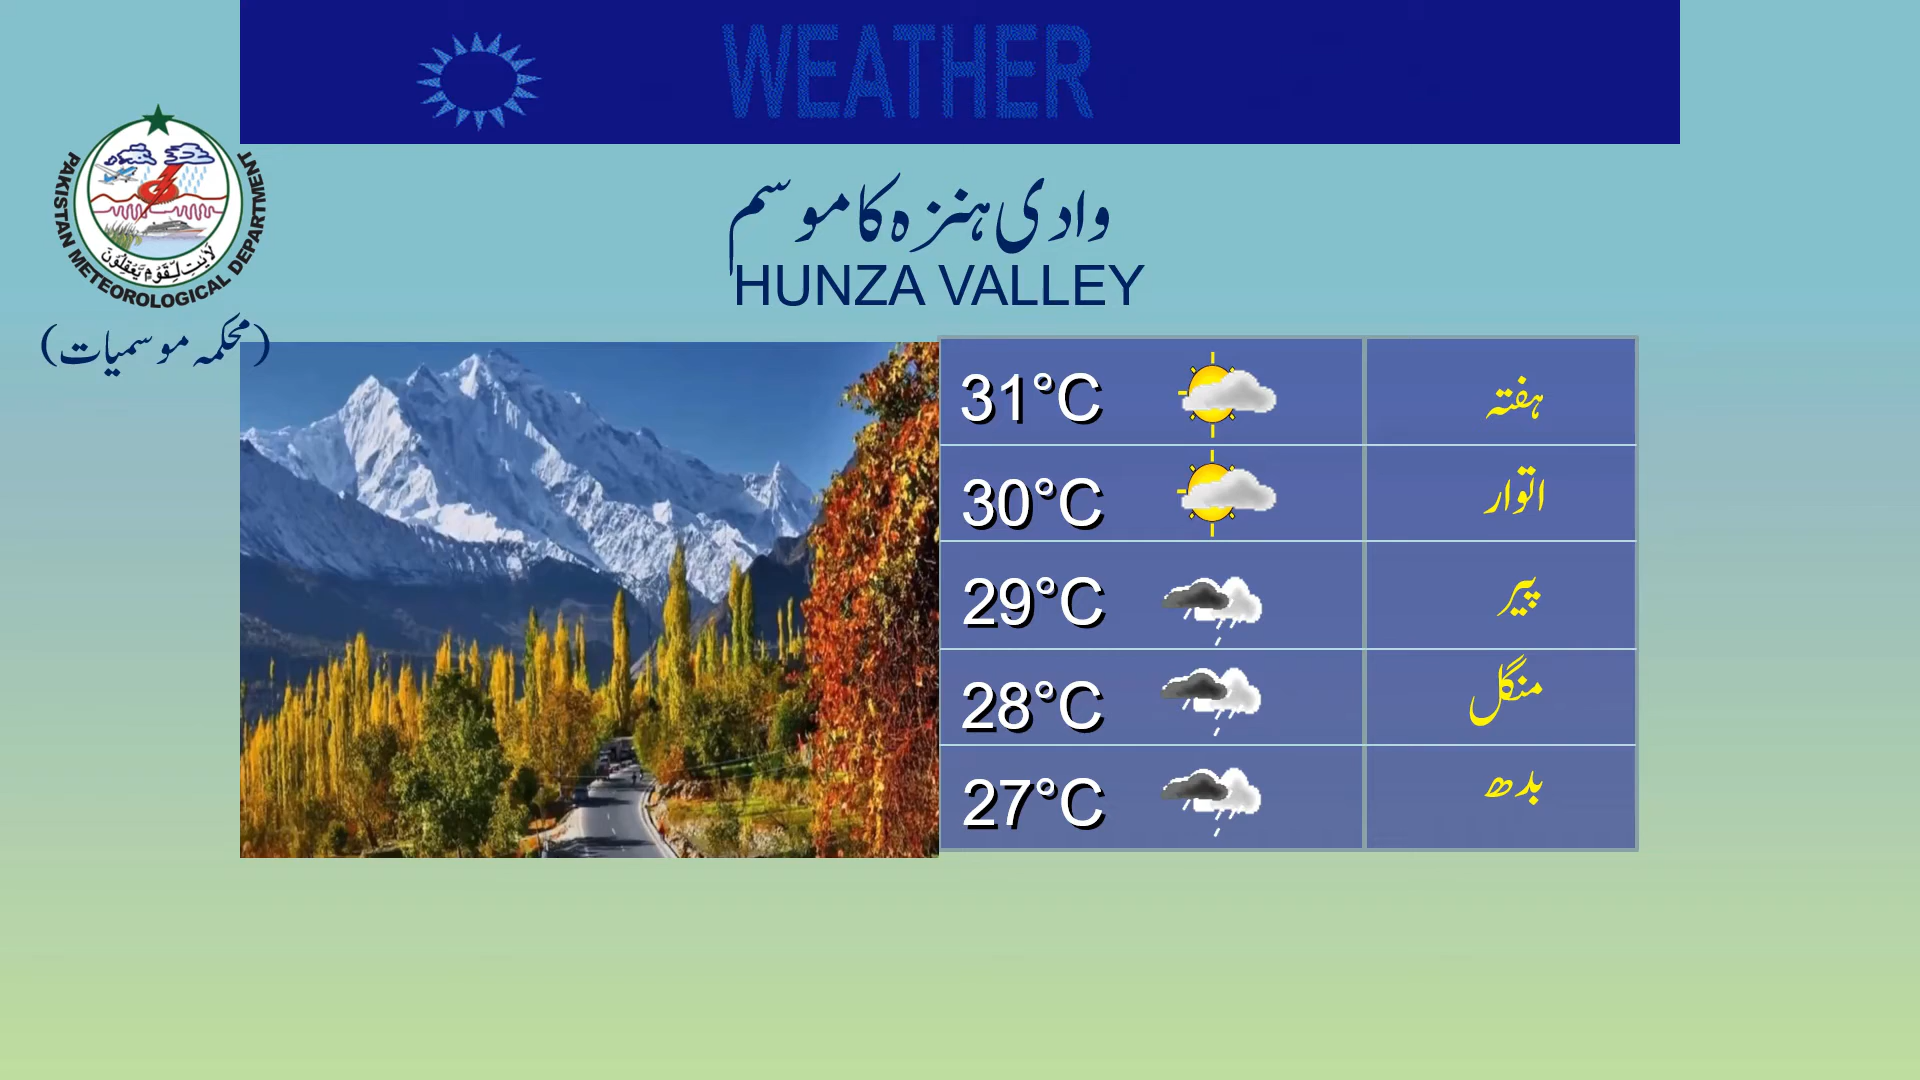 WEATHER
PAKISTAN METEOROLOGICAL DEPARTMENT
لَاٰیٰتٍ لِّقَوْمٍ یَّعْقِلُوْنَ
(محکمہ موسمیات)
وادی ہنزہ کا موسم
HUNZA VALLEY
31°C ہفتہ
30°C اتوار
29°C پیر
28°C منگل
27°C بدھ